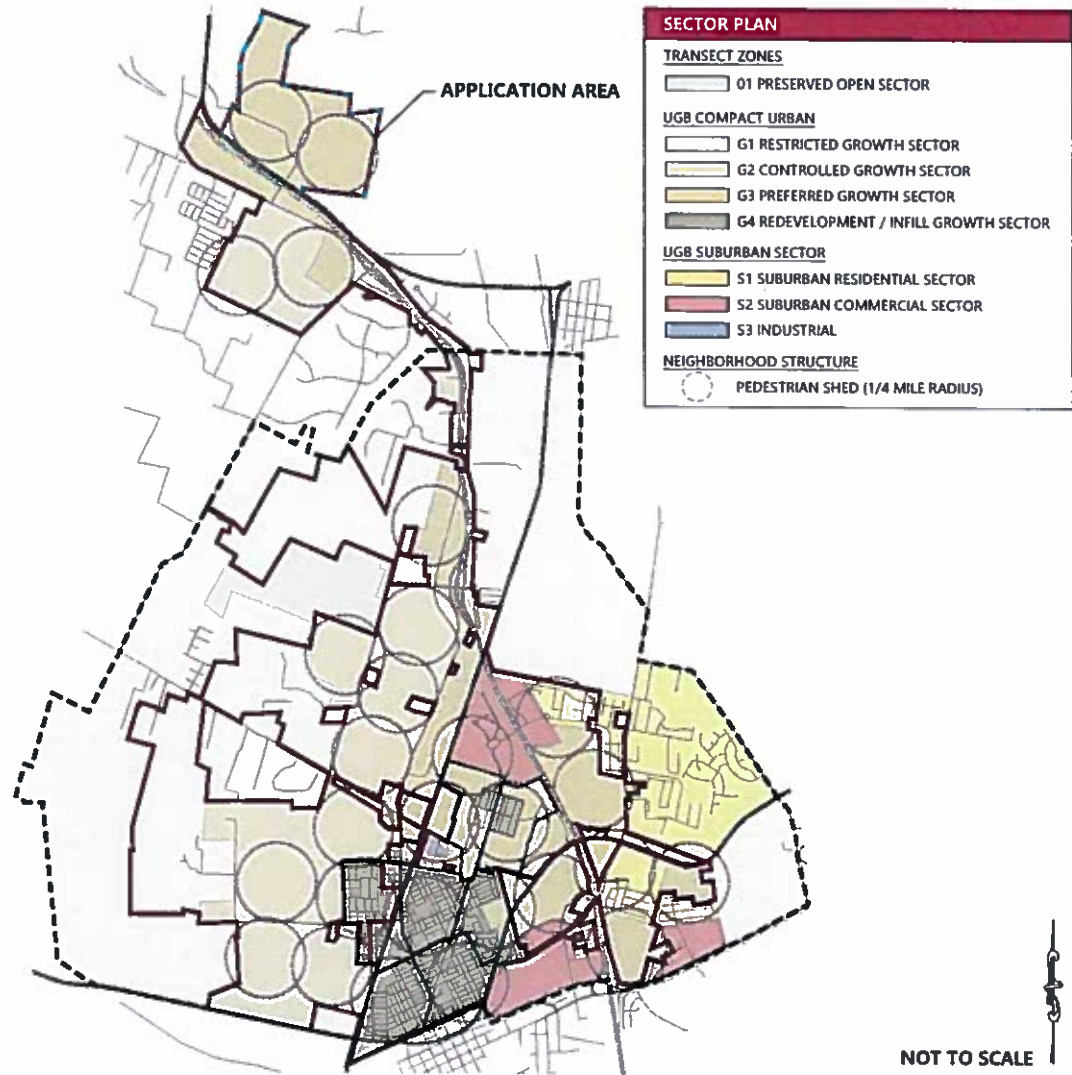 SECTOR PLAN
TRANSECT ZONES
01 PRESERVED OPEN SECTOR
UGB COMPACT URBAN
G1 RESTRICTED GROWTH SECTOR
G2 CONTROLLED GROWTH SECTOR
G3 PREFERRED GROWTH SECTOR
G4 REDEVELOPMENT / INFILL GROWTH SECTOR
UGB SUBURBAN SECTOR
S1 SUBURBAN RESIDENTIAL SECTOR
S2 SUBURBAN COMMERCIAL SECTOR
S3 INDUSTRIAL
NEIGHBORHOOD STRUCTURE
PEDESTRIAN SHED (1/4 MILE RADIUS)
APPLICATION AREA
NOT TO SCALE